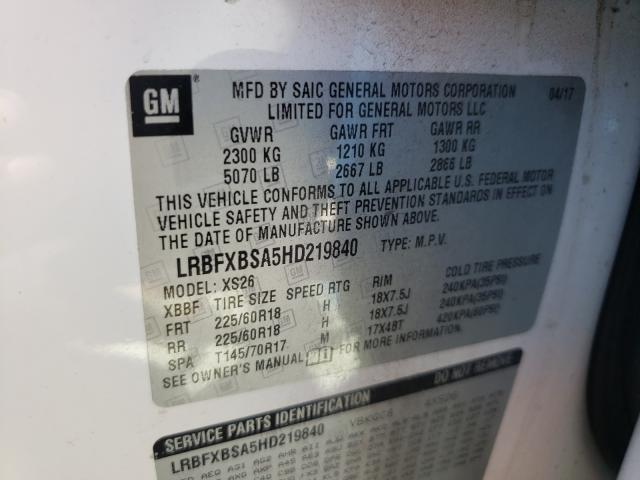 GM
MFD BY SAIC GENERAL MOTORS CORPORATION 04/17
LIMITED FOR GENERAL MOTORS LLC
GVWR GAWR FRT GAWR RR
2300 KG 1210 KG 1300 KG
5070 LB 2667 LB 2866 LB
THIS VEHICLE CONFORMS TO ALL APPLICABLE U.S. FEDERAL MOTOR
VEHICLE SAFETY AND THEFT PREVENTION STANDARDS IN EFFECT ON
THE DATE OF MANUFACTURE SHOWN ABOVE.
LRBFXBSA5HD219840 TYPE: M.P.V.
MODEL: XS26
XBBF TIRE SIZE SPEED RTG RIM COLD TIRE PRESSURE
FRT 225/60R18 H 18X7.5J 240KPA(35PSI)
RR 225/60R18 H 18X7.5J 240KPA(35PSI)
SPA T145/70R17 M 17X4BT 420KPA(60PSI)
SEE OWNER'S MANUAL FOR MORE INFORMATION
SERVICE PARTS IDENTIFICATION
LRBFXBSA5HD219840